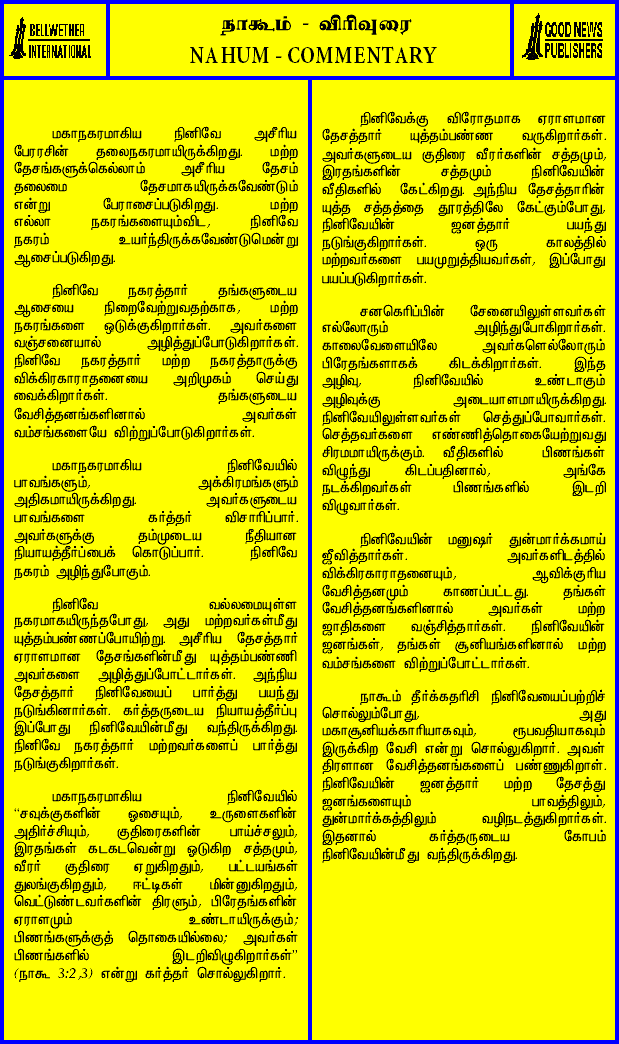 BELLWETHER
INTERNATIONAL
நாகூம் - விரிவுரை
NAHUM - COMMENTARY
GOOD NEWS
PUBLISHERS
மகாநகரமாகிய நினிவே அசீரிய
பேரரசின் தலைநகரமாயிருக்கிறது. மற்ற
தேசங்களுக்கெல்லாம் அசீரிய தேசம்
தலைமை தேசமாகயிருக்கவேண்டும்
என்று பேராசைப்படுகிறது. மற்ற
எல்லா நகரங்களையும்விட, நினிவே
நகரம் உயர்ந்திருக்கவேண்டுமென்று
ஆசைப்படுகிறது.
நினிவே நகரத்தார் தங்களுடைய
ஆசையை நிறைவேற்றுவதற்காக, மற்ற
நகரங்களை ஒடுக்குகிறார்கள். அவர்களை
வஞ்சனையால் அழித்துப்போடுகிறார்கள்.
நினிவே நகரத்தார் மற்ற நகரத்தாருக்கு
விக்கிரகாராதனையை அறிமுகம் செய்து
வைக்கிறார்கள். தங்களுடைய
வேசித்தனங்களினால் அவர்கள்
வம்சங்களையே விற்றுப்போடுகிறார்கள்.
மகாநகரமாகிய நினிவேயில்
பாவங்களும், அக்கிரமங்களும்
அதிகமாயிருக்கிறது. அவர்களுடைய
பாவங்களை கர்த்தர் விசாரிப்பார்.
அவர்களுக்கு தம்முடைய நீதியான
நியாயத்தீர்ப்பைக் கொடுப்பார். நினிவே
நகரம் அழிந்துபோகும்.
நினிவே வல்லமையுள்ள
நகரமாகயிருந்தபோது, அது மற்றவர்கள்மீது
யுத்தம்பண்ணப்போயிற்று. அசீரிய தேசத்தார்
ஏராளமான தேசங்களின்மீது யுத்தம்பண்ணி
அவர்களை அழித்துப்போட்டார்கள். அந்நிய
தேசத்தார் நினிவேயைப் பார்த்து பயந்து
நடுங்கினார்கள். கர்த்தருடைய நியாயத்தீர்ப்பு
இப்போது நினிவேயின்மீது வந்திருக்கிறது.
நினிவே நகரத்தார் மற்றவர்களைப் பார்த்து
நடுங்குகிறார்கள்.
மகாநகரமாகிய நினிவேயில்
“சவுக்குகளின் ஓசையும், உருளைகளின்
அதிர்ச்சியும், குதிரைகளின் பாய்ச்சலும்,
இரதங்கள் கடகடவென்று ஓடுகிற சத்தமும்,
வீரர் குதிரை ஏறுகிறதும், பட்டயங்கள்
துலங்குகிறதும், ஈட்டிகள் மின்னுகிறதும்,
வெட்டுண்டவர்களின் திரளும், பிரேதங்களின்
ஏராளமும் உண்டாயிருக்கும்;
பிணங்களுக்குத் தொகையில்லை; அவர்கள்
பிணங்களில் இடறிவிழுகிறார்கள்”
(நாகூ 3:2,3) என்று கர்த்தர் சொல்லுகிறார்.
நினிவேக்கு விரோதமாக ஏராளமான
தேசத்தார் யுத்தம்பண்ண வருகிறார்கள்.
அவர்களுடைய குதிரை வீரர்களின் சத்தமும்,
இரதங்களின் சத்தமும் நினிவேயின்
வீதிகளில் கேட்கிறது. அந்நிய தேசத்தாரின்
யுத்த சத்தத்தை தூரத்திலே கேட்கும்போது,
நினிவேயின் ஜனத்தார் பயந்து
நடுங்குகிறார்கள். ஒரு காலத்தில்
மற்றவர்களை பயமுறுத்தியவர்கள், இப்போது
பயப்படுகிறார்கள்.
சனகெரிப்பின் சேனையிலுள்ளவர்கள்
எல்லோரும் அழிந்துபோகிறார்கள்.
காலைவேளையிலே அவர்களெல்லோரும்
பிரேதங்களாகக் கிடக்கிறார்கள். இந்த
அழிவு, நினிவேயில் உண்டாகும்
அழிவுக்கு அடையாளமாயிருக்கிறது.
நினிவேயிலுள்ளவர்கள் செத்துப்போவார்கள்.
செத்தவர்களை எண்ணித்தொகையேற்றுவது
சிரமமாயிருக்கும். வீதிகளில் பிணங்கள்
விழுந்து கிடப்பதினால், அங்கே
நடக்கிறவர்கள் பிணங்களில் இடறி
விழுவார்கள்.
நினிவேயின் மனுஷர் துன்மார்க்கமாய்
ஜீவித்தார்கள். அவர்களிடத்தில்
விக்கிரகாராதனையும், ஆவிக்குரிய
வேசித்தனமும் காணப்பட்டது. தங்கள்
வேசித்தனங்களினால் அவர்கள் மற்ற
ஜாதிகளை வஞ்சித்தார்கள். நினிவேயின்
ஜனங்கள், தங்கள் சூனியங்களினால் மற்ற
வம்சங்களை விற்றுப்போட்டார்கள்.
நாகூம் தீர்க்கதரிசி நினிவேயைப்பற்றிச்
சொல்லும்போது, அது
மகாசூனியக்காரியாகவும், ரூபவதியாகவும்
இருக்கிற வேசி என்று சொல்லுகிறார். அவள்
திரளான வேசித்தனங்களைப் பண்ணுகிறாள்.
நினிவேயின் ஜனத்தார் மற்ற தேசத்து
ஜனங்களையும் பாவத்திலும்,
துன்மார்க்கத்திலும் வழிநடத்துகிறார்கள்.
இதனால் கர்த்தருடைய கோபம்
நினிவேயின்மீது வந்திருக்கிறது.